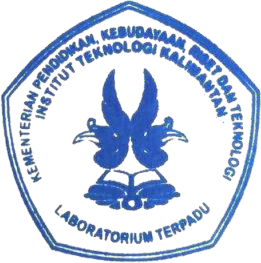 KEMENTERIAN PENDIDIKAN, KEBUDAYAAN, RISET DAN TEKNOLOGI
INSTITUT TEKNOLOGI KALIMANTAN
LABORATORIUM TERPADU